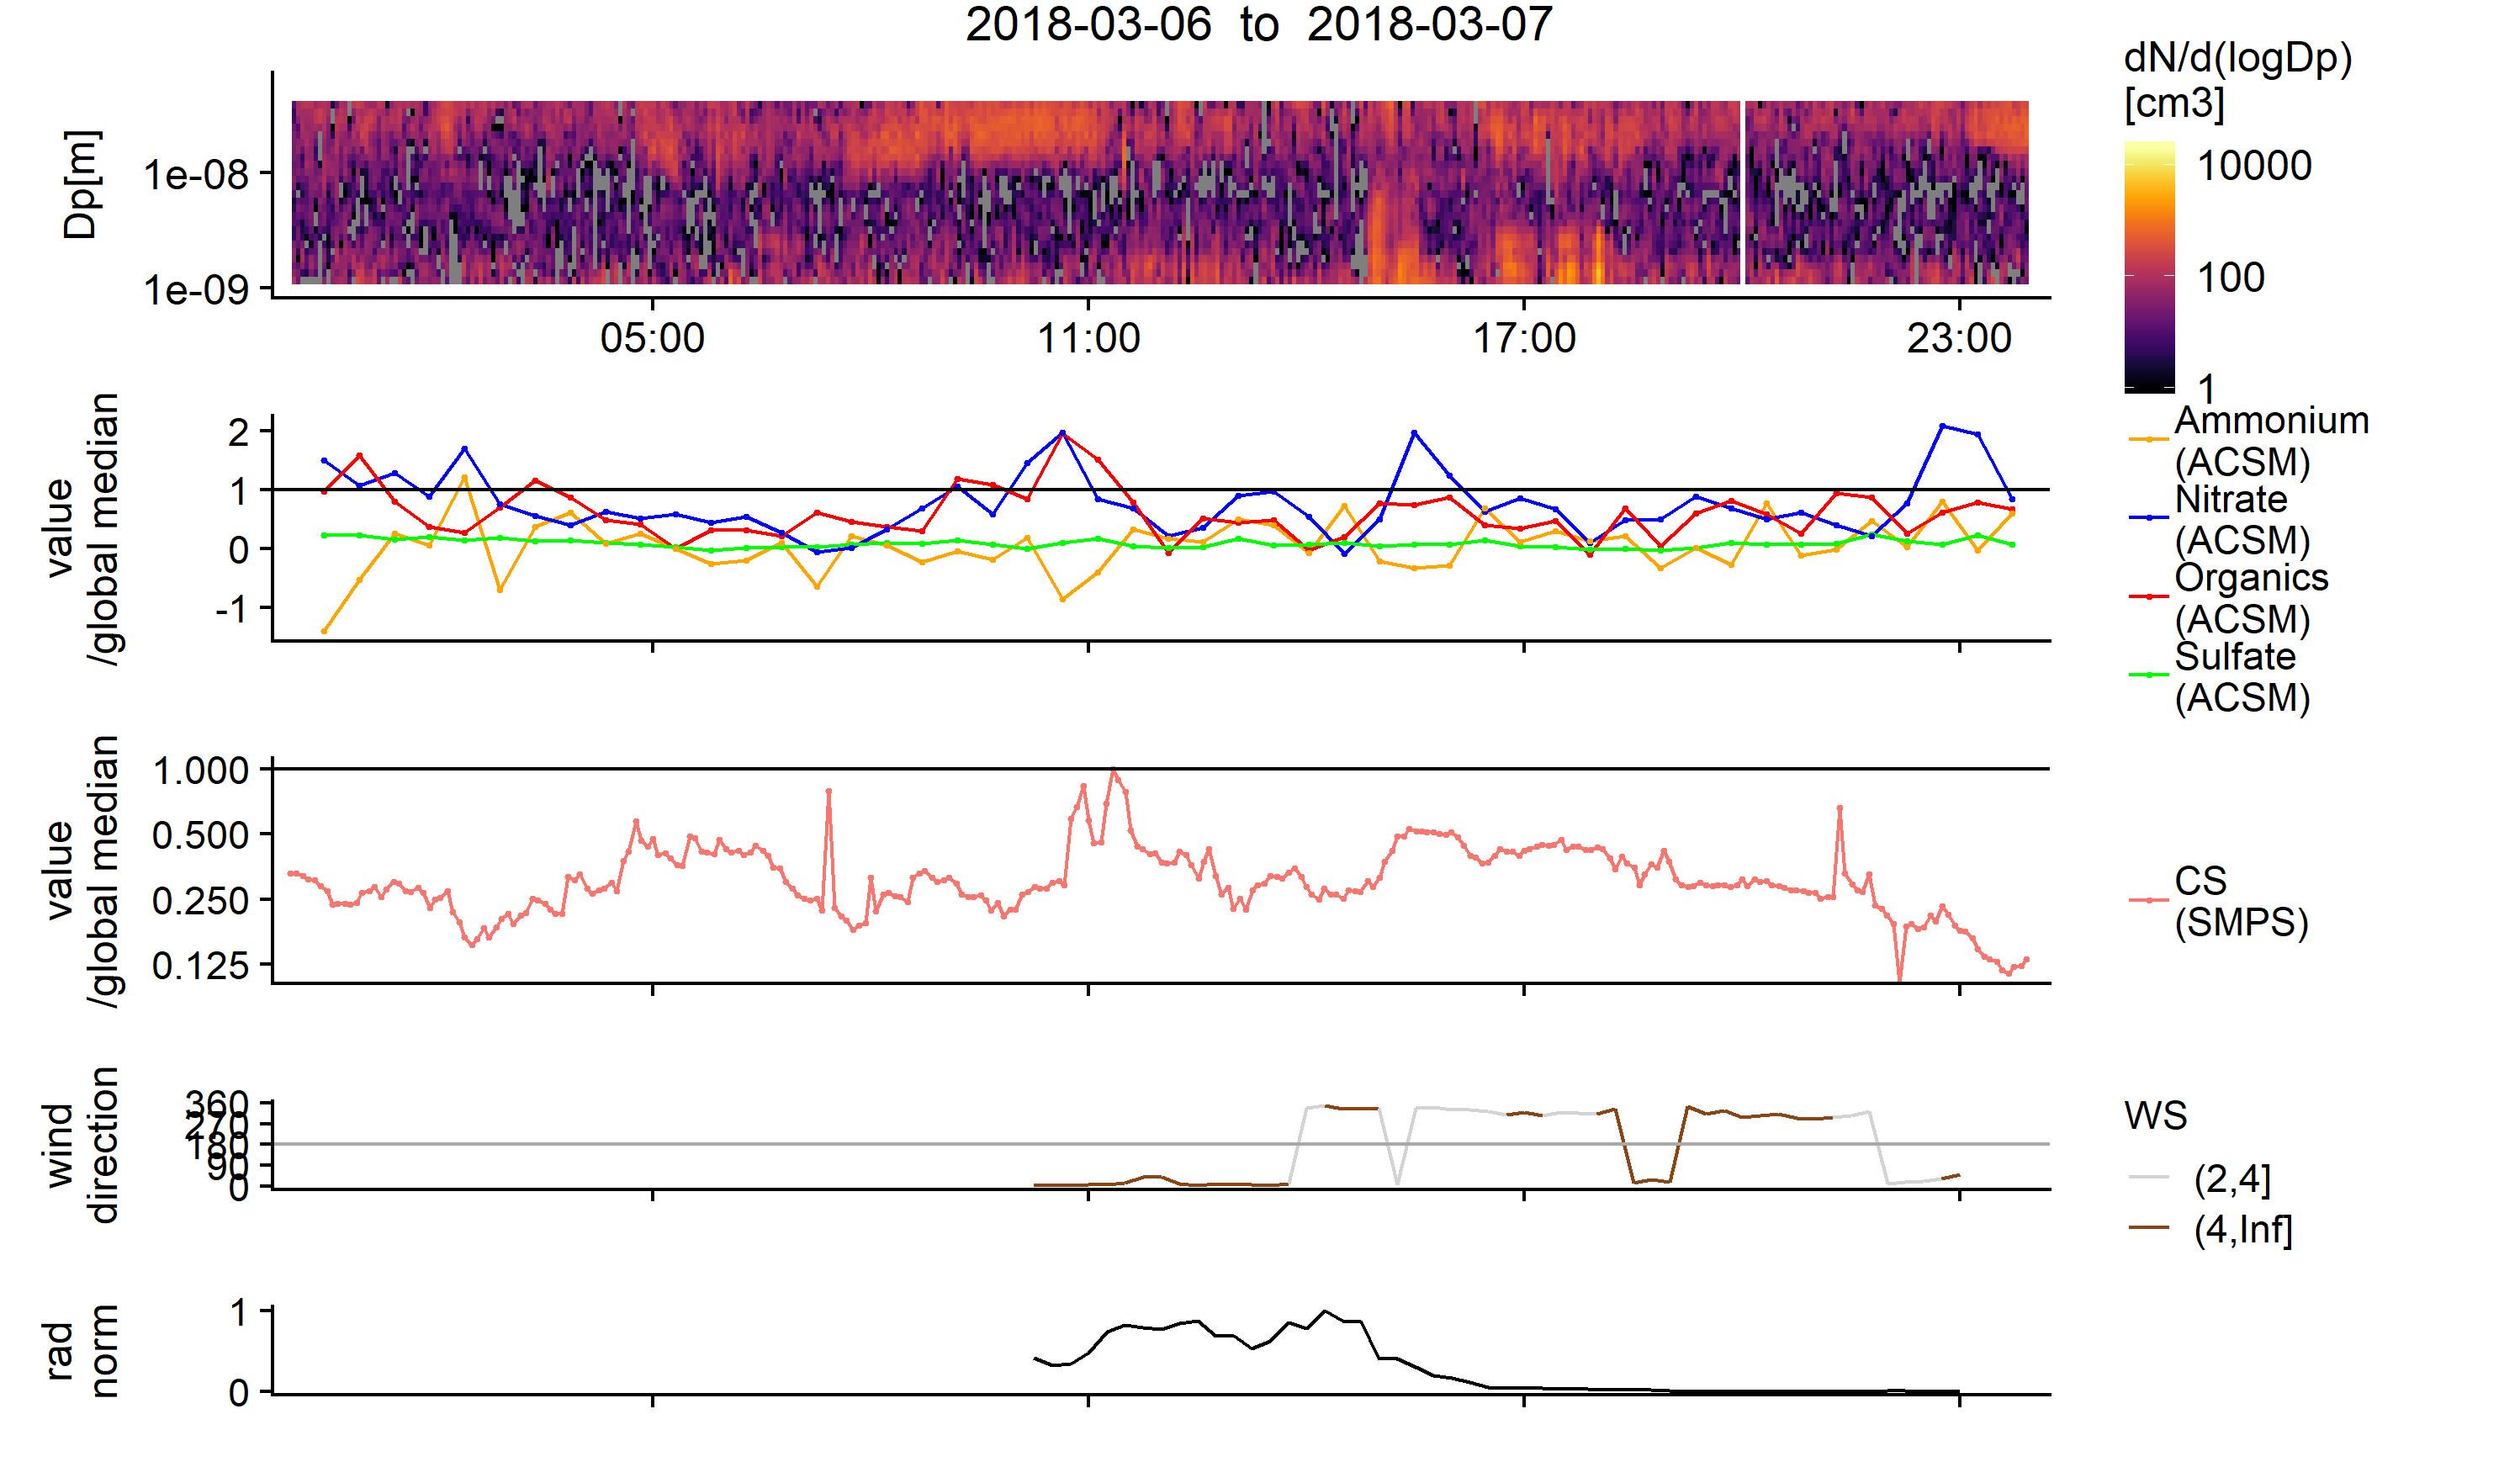 2018-03-06 to 2018-03-07
Dp[m]
1e-08
1e-09
05:00
11:00
17:00
23:00
dN/d(logDp)
[cm3]
10000
100
1
value
/global median
2
1
0
-1
Ammonium
(ACSM)
Nitrate
(ACSM)
Organics
(ACSM)
Sulfate
(ACSM)
value
/global median
1.000
0.500
0.250
0.125
CS
(SMPS)
wind
direction
360
270
180
90
0
WS
(2,4]
(4,Inf]
rad
norm
1
0